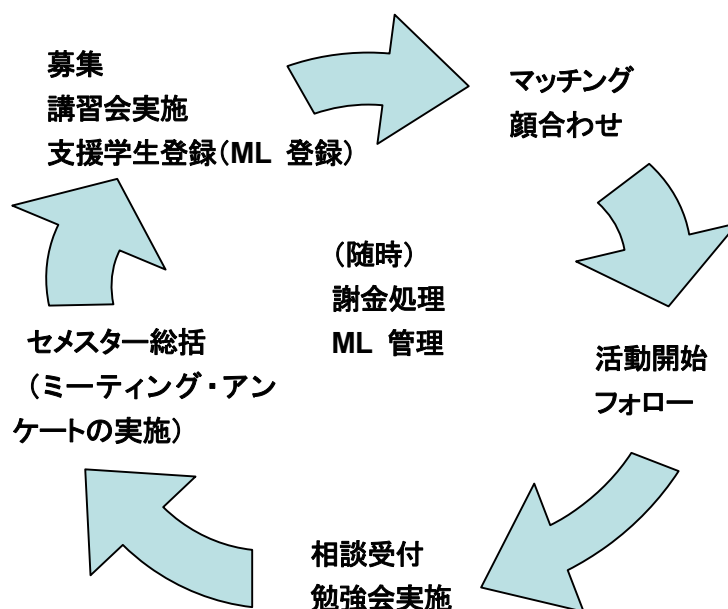 募集
講習会実施
支援学生登録（ML 登録）
マッチング
顔合わせ
（随時）
謝金処理
ML 管理
活動開始
フォロー
相談受付
勉強会実施
セメスター総括
（ミーティング・アン
ケートの実施）